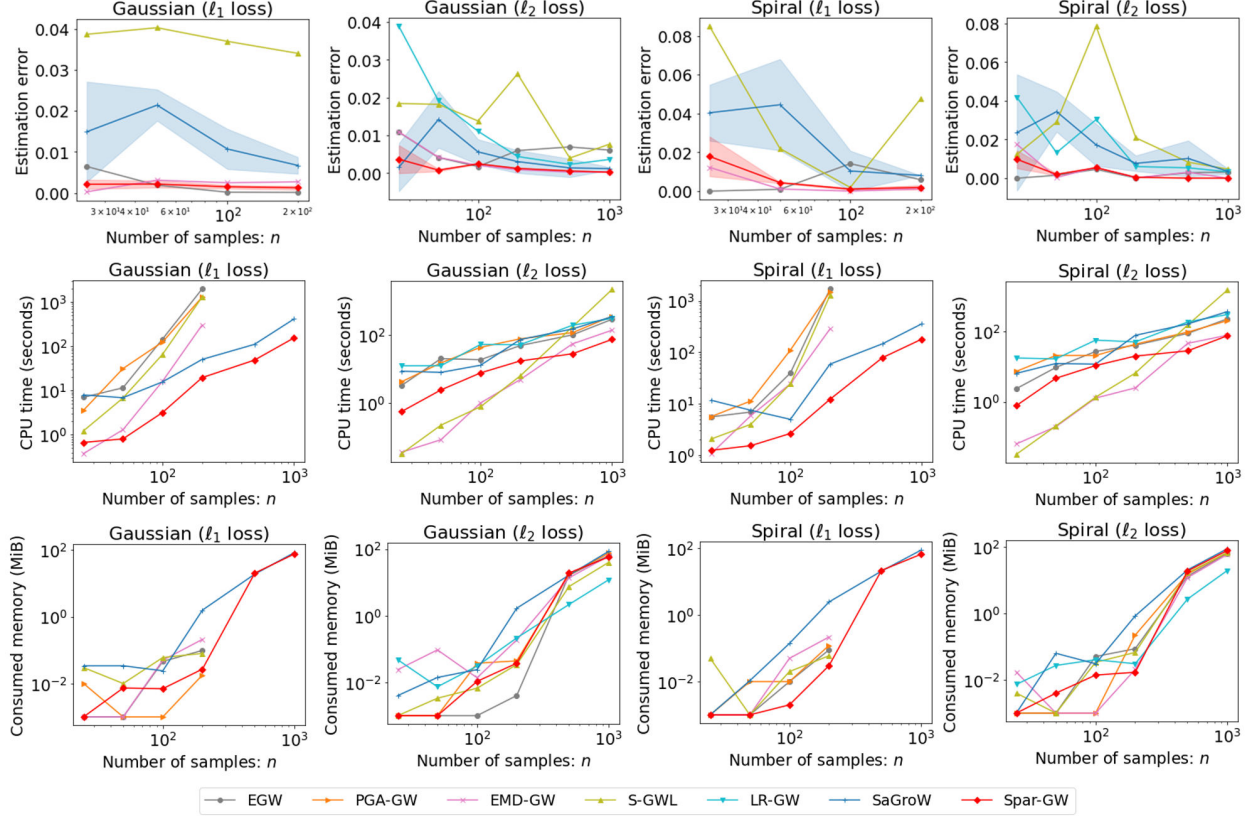 Gaussian (ℓ₁ loss)
Gaussian (ℓ₂ loss)
Spiral (ℓ₁ loss)
Spiral (ℓ₂ loss)
Estimation error
0.04
0.03
0.02
0.01
0.00
3×10¹4×10¹ 6×10¹ 10² 2×10²
Number of samples: n
Estimation error
0.04
0.03
0.02
0.01
0.00
10² 10³
Number of samples: n
Estimation error
0.08
0.06
0.04
0.02
0.00
3×10¹4×10¹ 6×10¹ 10² 2×10²
Number of samples: n
Estimation error
0.08
0.06
0.04
0.02
0.00
10² 10³
Number of samples: n
Gaussian (ℓ₁ loss)
Gaussian (ℓ₂ loss)
Spiral (ℓ₁ loss)
Spiral (ℓ₂ loss)
CPU time (seconds)
10³
10²
10¹
10⁰
10² 10³
Number of samples: n
CPU time (seconds)
10²
10⁰
10² 10³
Number of samples: n
CPU time (seconds)
10³
10²
10¹
10⁰
10² 10³
Number of samples: n
CPU time (seconds)
10²
10⁰
10² 10³
Number of samples: n
Gaussian (ℓ₁ loss)
Gaussian (ℓ₂ loss)
Spiral (ℓ₁ loss)
Spiral (ℓ₂ loss)
Consumed memory (MiB)
10²
10⁰
10⁻²
10² 10³
Number of samples: n
Consumed memory (MiB)
10²
10⁰
10⁻²
10² 10³
Number of samples: n
Consumed memory (MiB)
10²
10⁰
10⁻²
10² 10³
Number of samples: n
Consumed memory (MiB)
10²
10⁰
10⁻²
10² 10³
Number of samples: n
EGW PGA-GW EMD-GW S-GWL LR-GW SaGroW Spar-GW